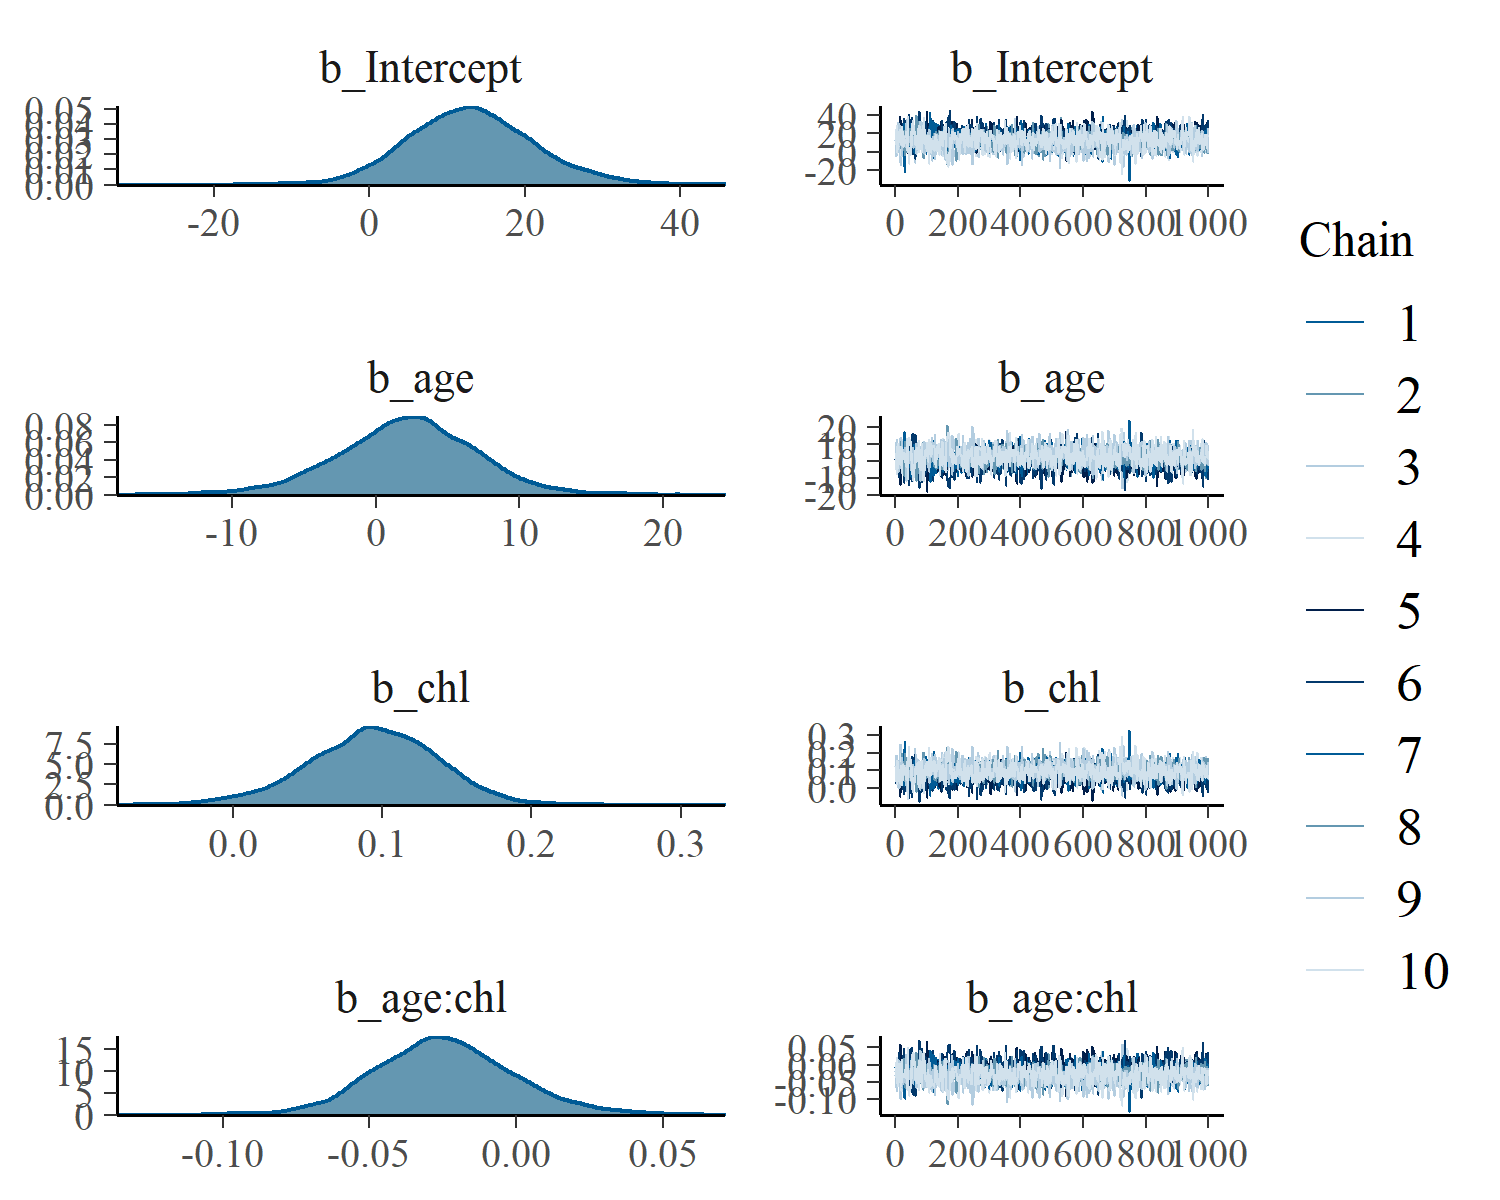 b_Intercept
0.05
0.04
0.03
0.02
0.01
0.00
-20 0 20 40
b_Intercept
40
20
0
-20
0 200 400 600 800 1000
b_age
0.08
0.06
0.04
0.02
0.00
-10 0 10 20
b_age
20
10
0
-10
-20
0 200 400 600 800 1000
b_chl
7.5
5.0
2.5
0.0
0.0 0.1 0.2 0.3
b_chl
0.3
0.2
0.1
0.0
0 200 400 600 800 1000
b_age:chl
15
10
5
0
-0.10 -0.05 0.00 0.05
b_age:chl
0.05
0.00
-0.05
-0.10
0 200 400 600 800 1000
Chain
1
2
3
4
5
6
7
8
9
10